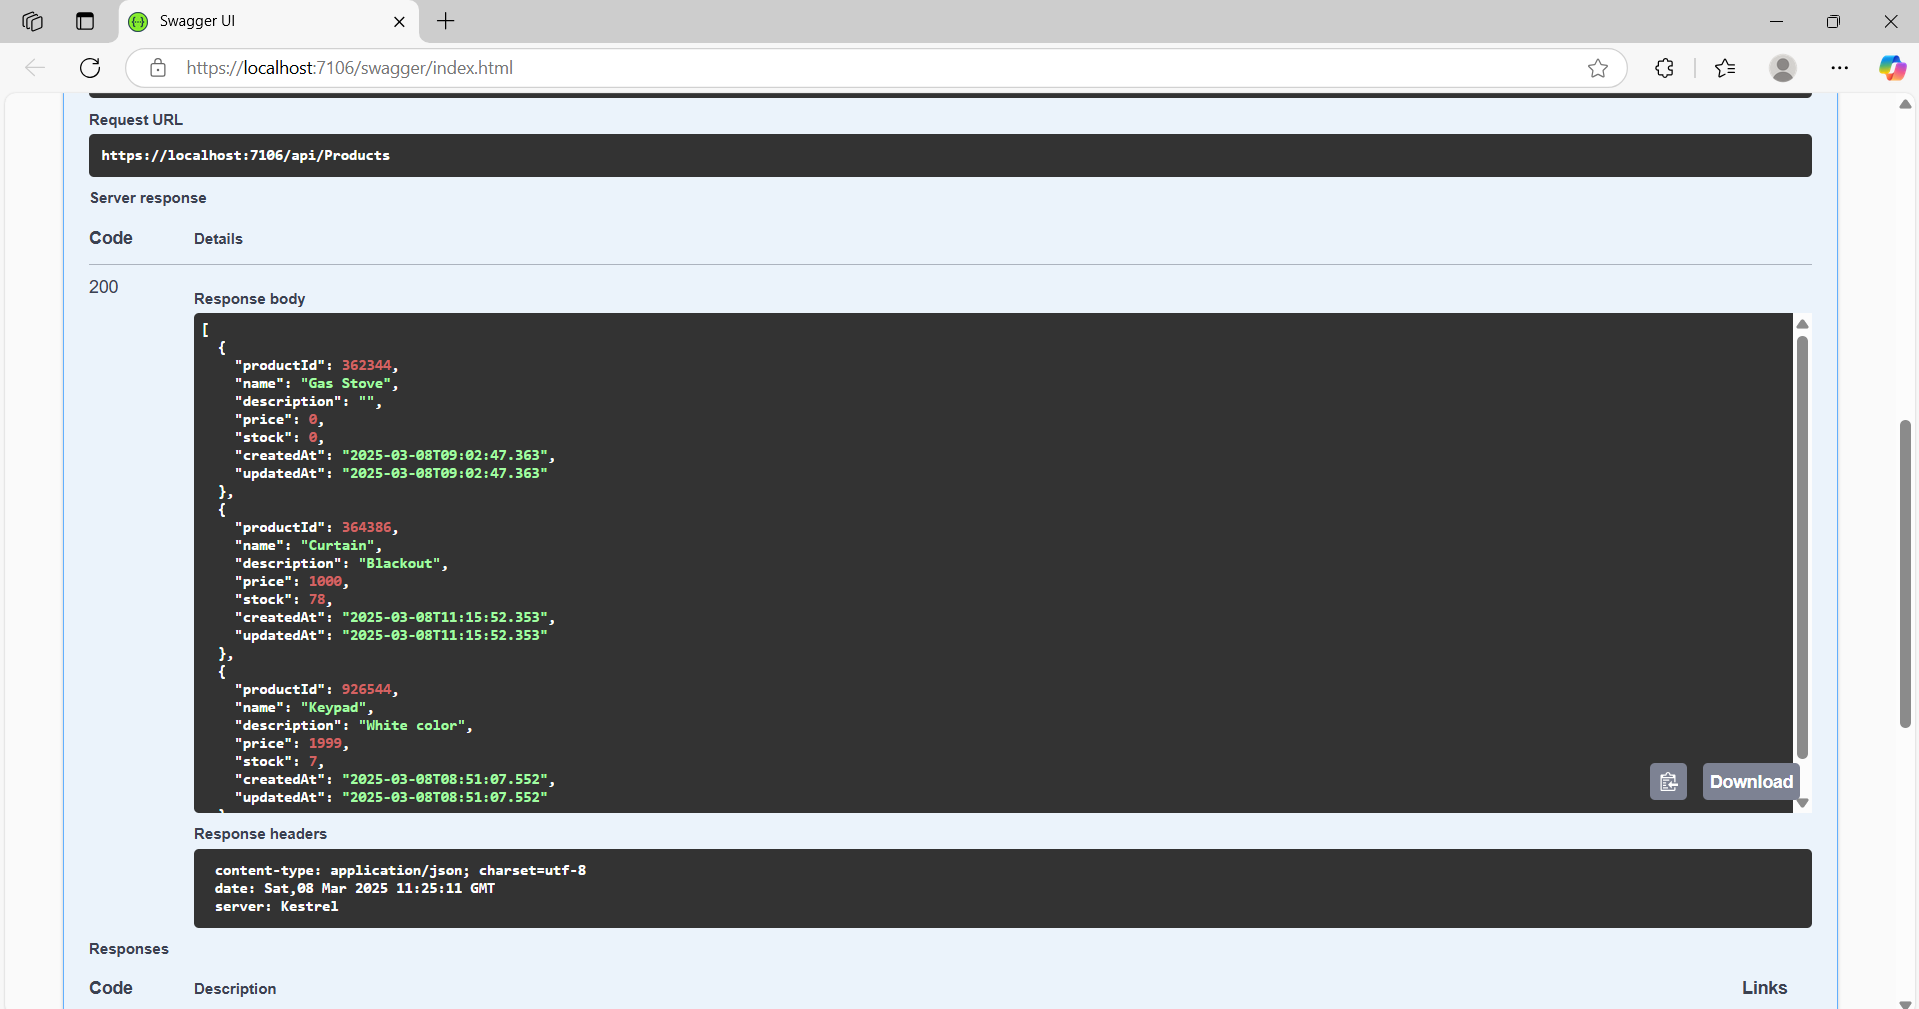 Swagger UI
https://localhost:7106/swagger/index.html
Request URL
https://localhost:7106/api/Products
Server response
Code Details
200
Response body
[
{
"productId": 362344,
"name": "Gas Stove",
"description": "",
"price": 0,
"stock": 0,
"createdAt": "2025-03-08T09:02:47.363",
"updatedAt": "2025-03-08T09:02:47.363"
},
{
"productId": 364386,
"name": "Curtain",
"description": "Blackout",
"price": 1000,
"stock": 78,
"createdAt": "2025-03-08T11:15:52.353",
"updatedAt": "2025-03-08T11:15:52.353"
},
{
"productId": 926544,
"name": "Keypad",
"description": "White color",
"price": 1999,
"stock": 7,
"createdAt": "2025-03-08T08:51:07.552",
"updatedAt": "2025-03-08T08:51:07.552"
Download
Response headers
content-type: application/json; charset=utf-8
date: Sat,08 Mar 2025 11:25:11 GMT
server: Kestrel
Responses
Code Description Links